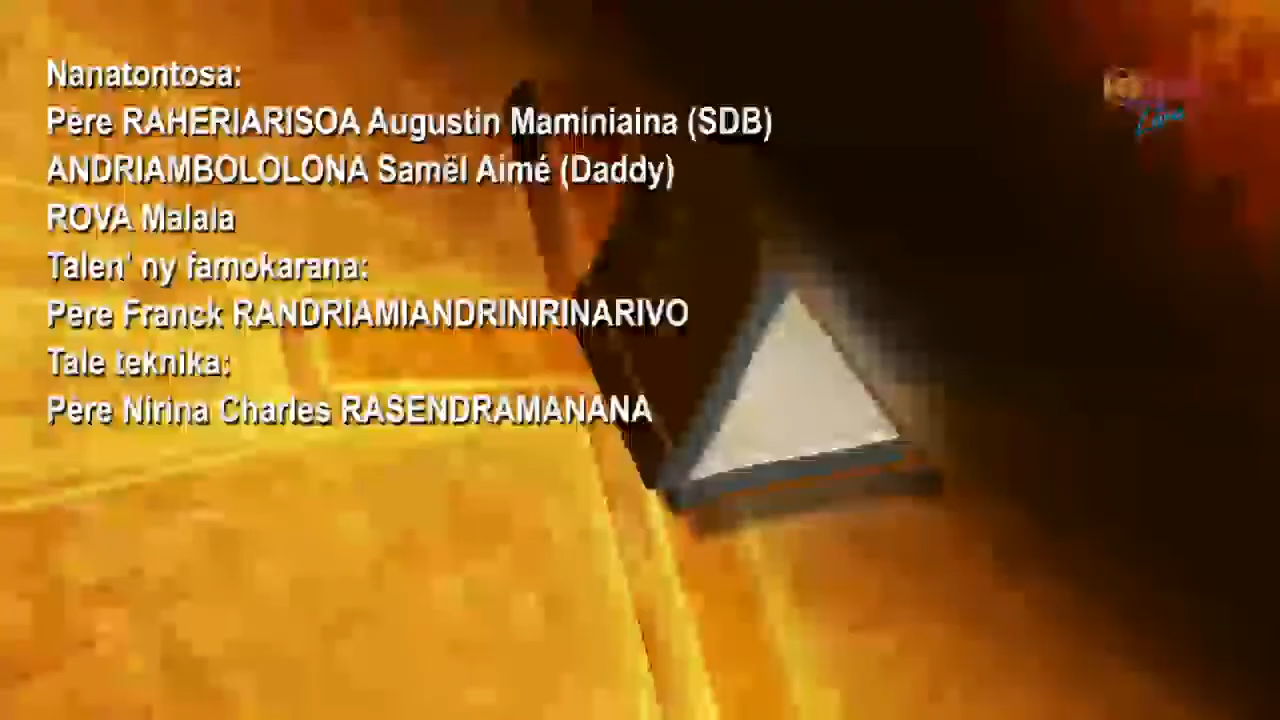 Nanatontosa:
Père RAHERIARISOA Augustin Maminiaina (SDB)
ANDRIAMBOLOLONA Samël Aimé (Daddy)
ROVA Malala
Talen' ny famokarana:
Père Franck RANDRIAMIANDRINIRINARIVO
Tale teknika:
Père Nirina Charles RASENDRAMANANA